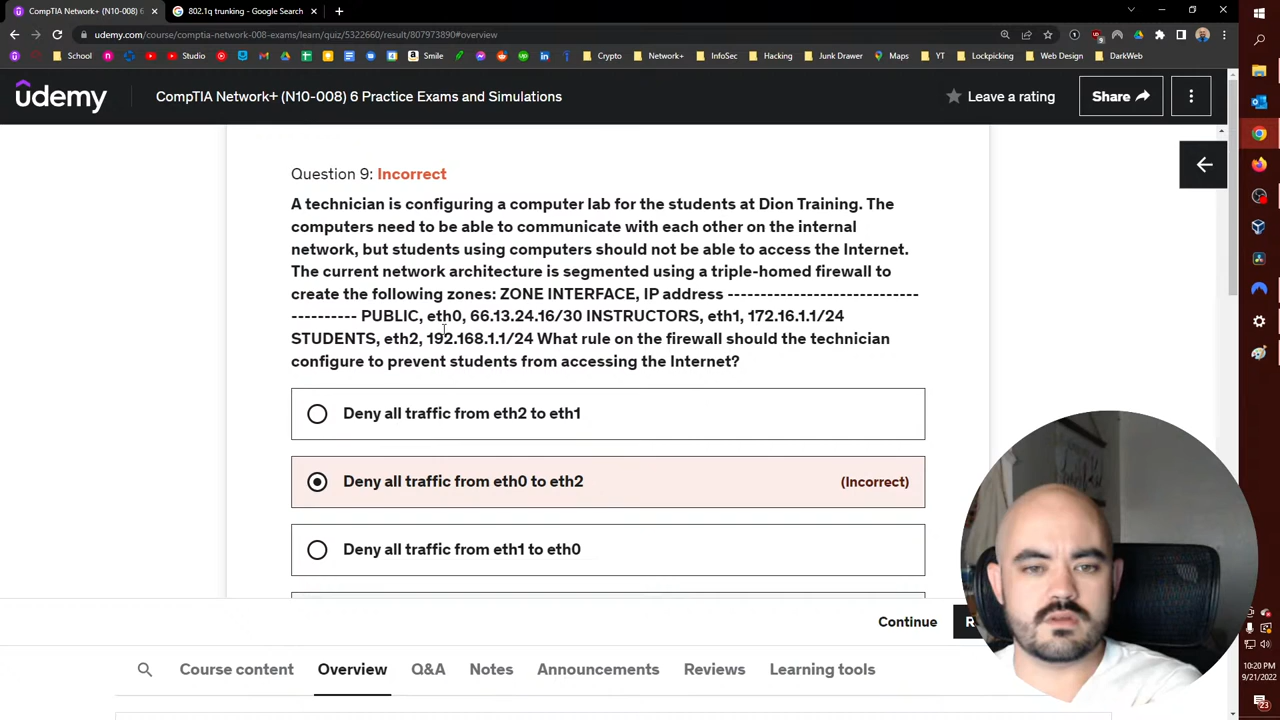 CompTIA Network+ (N10-008) 6
802.1q trunking - Google Search
udemy.com/course/comptia-network-008-exams/learn/quiz/5322660/result/807973890#overview
School
Studio
Smile
Crypto
Network+
InfoSec
Hacking
Junk Drawer
Maps
YT
Lockpicking
Web Design
DarkWeb
ûdemy
CompTIA Network+ (N10-008) 6 Practice Exams and Simulations
Leave a rating
Share
Question 9: Incorrect
A technician is configuring a computer lab for the students at Dion Training. The
computers need to be able to communicate with each other on the internal
network, but students using computers should not be able to access the Internet.
The current network architecture is segmented using a triple-homed firewall to
create the following zones: ZONE INTERFACE, IP address -----------------------------------
---------- PUBLIC, eth0, 66.13.24.16/30 INSTRUCTORS, eth1, 172.16.1.1/24
STUDENTS, eth2, 192.168.1.1/24 What rule on the firewall should the technician
configure to prevent students from accessing the Internet?
Deny all traffic from eth2 to eth1
Deny all traffic from eth0 to eth2
(Incorrect)
Deny all traffic from eth1 to eth0
Continue
R
Course content
Overview
Q&A
Notes
Announcements
Reviews
Learning tools
10:20 PM
9/21/2022
23